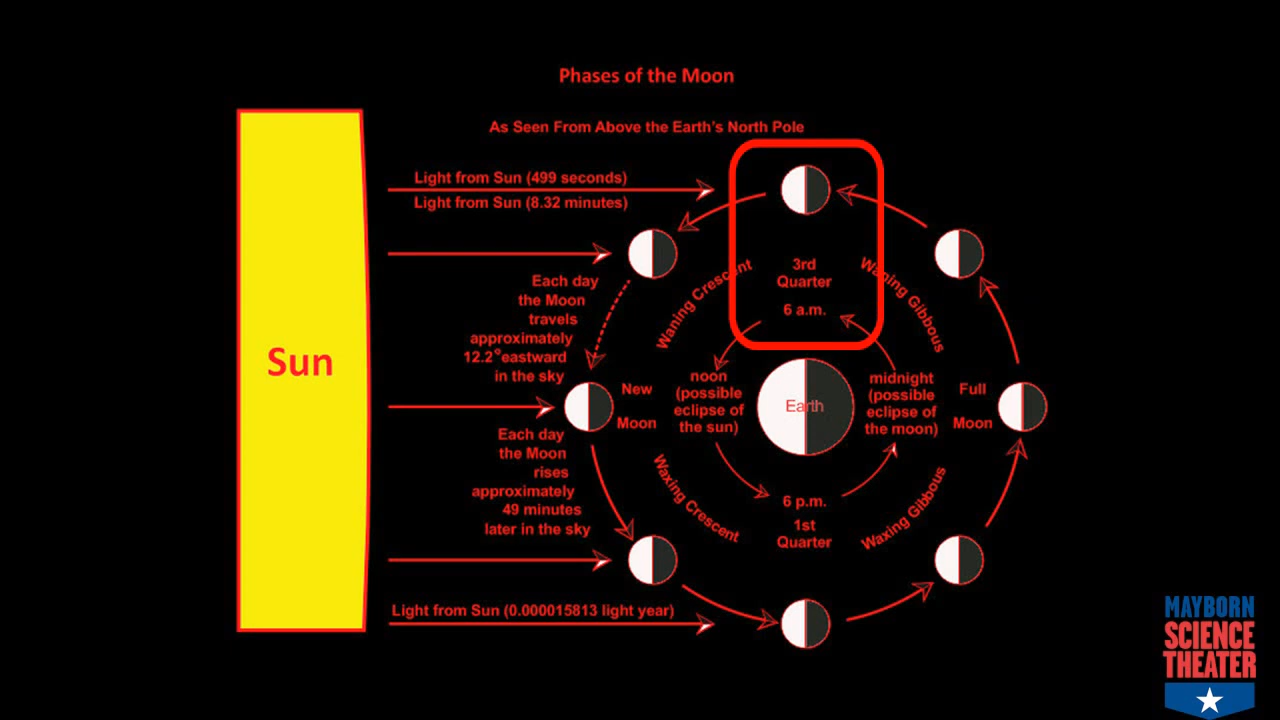 Phases of the Moon
As Seen From Above the Earth's North Pole
Light from Sun (499 seconds)
Light from Sun (8.32 minutes)
Each day
the Moon
travels
approximately
12.2°eastward
in the sky
Sun
Each day
the Moon
rises
approximately
49 minutes
later in the sky
Light from Sun (0.000015813 light year)
Waning Crescent
3rd
Quarter
6 a.m.
Waning Gibbous
New
Moon
noon
(possible
eclipse of
the sun)
Earth
midnight
(possible
eclipse of
the moon)
Full
Moon
Waxing Crescent
6 p.m.
1st
Quarter
Waxing Gibbous
MAYBORN
SCIENCE
THEATER